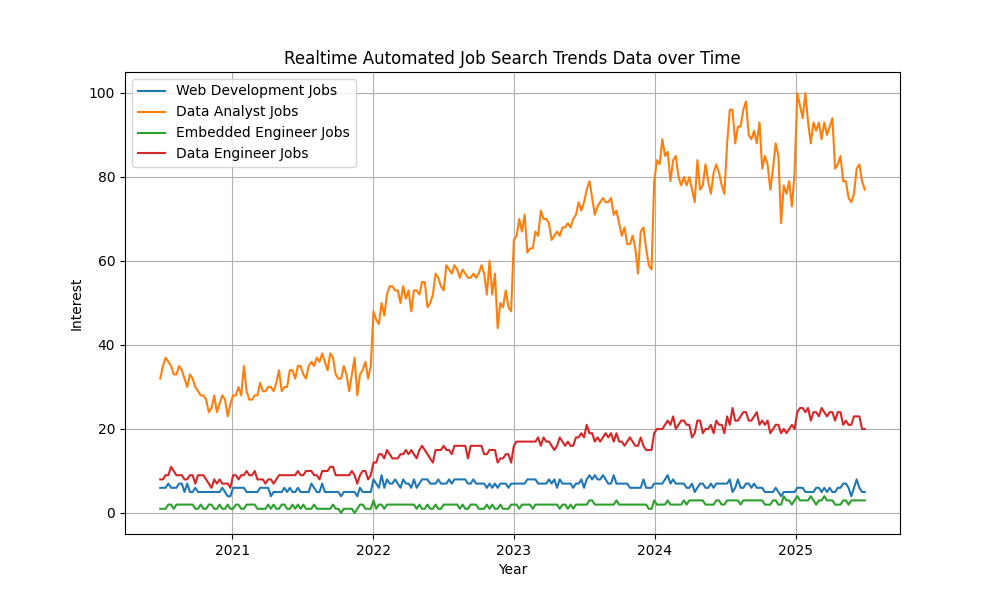 Realtime Automated Job Search Trends Data over Time
Web Development Jobs
Data Analyst Jobs
Embedded Engineer Jobs
Data Engineer Jobs
100
80
60
40
20
0
Interest
2021 2022 2023 2024 2025
Year